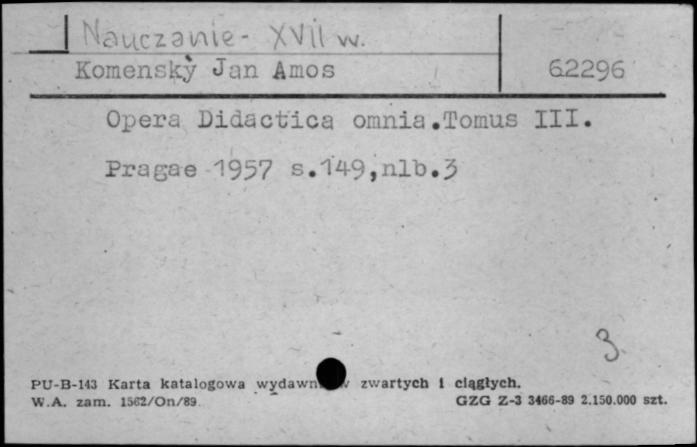 Nauczanie - XVII w.
Komenský Jan Amos 62296
Opera Didactica omnia.Tomus III.
Pragae 1957 s.149,nlb.3
3
PU-B-143 Karta katalogowa zwartych i ciągłych.
W.A. zam. 1562/On/89 GZG Z-3 3466-89 2.150.000 szt.